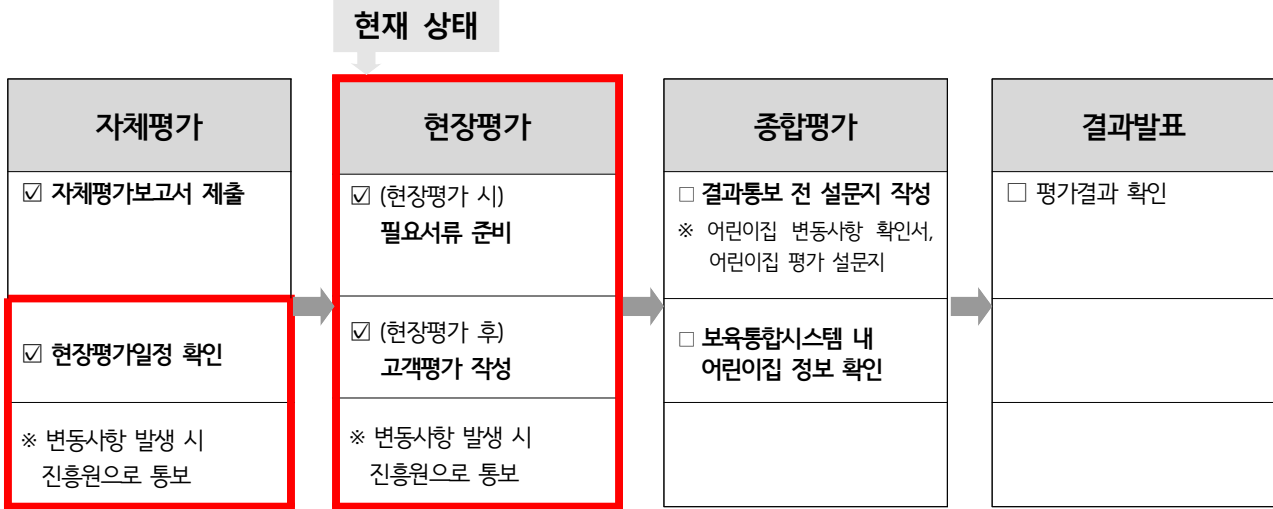 현재 상태
자체평가
☑ 자체평가보고서 제출
☑ 현장평가일정 확인
※ 변동사항 발생 시
진흥원으로 통보
현장평가
☑ (현장평가 시)
필요서류 준비
☑ (현장평가 후)
고객평가 작성
※ 변동사항 발생 시
진흥원으로 통보
종합평가
□ 결과통보 전 설문지 작성
※ 어린이집 변동사항 확인서,
어린이집 평가 설문지
□ 보육통합시스템 내
어린이집 정보 확인
결과발표
□ 평가결과 확인